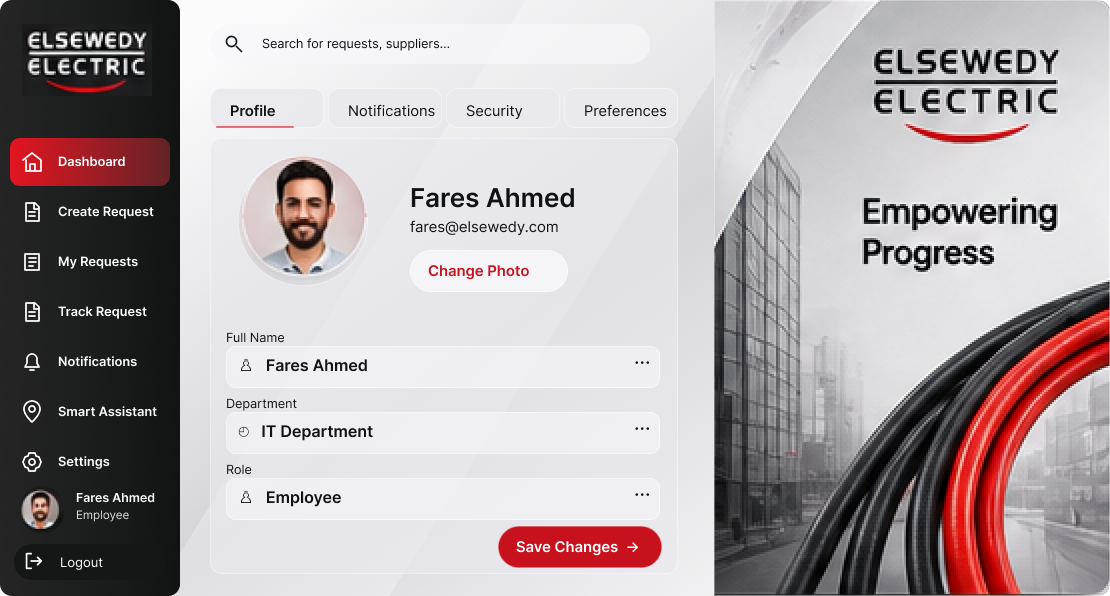 ELSEWEDY
ELECTRIC
Dashboard
Create Request
My Requests
Track Request
Notifications
Smart Assistant
Settings
Fares Ahmed
Employee
Logout
Search for requests, suppliers...
Profile
Notifications
Security
Preferences
Fares Ahmed
fares@elsewedy.com
Change Photo
Full Name
Fares Ahmed
Department
IT Department
Role
Employee
Save Changes →
ELSEWEDY
ELECTRIC
Empowering
Progress